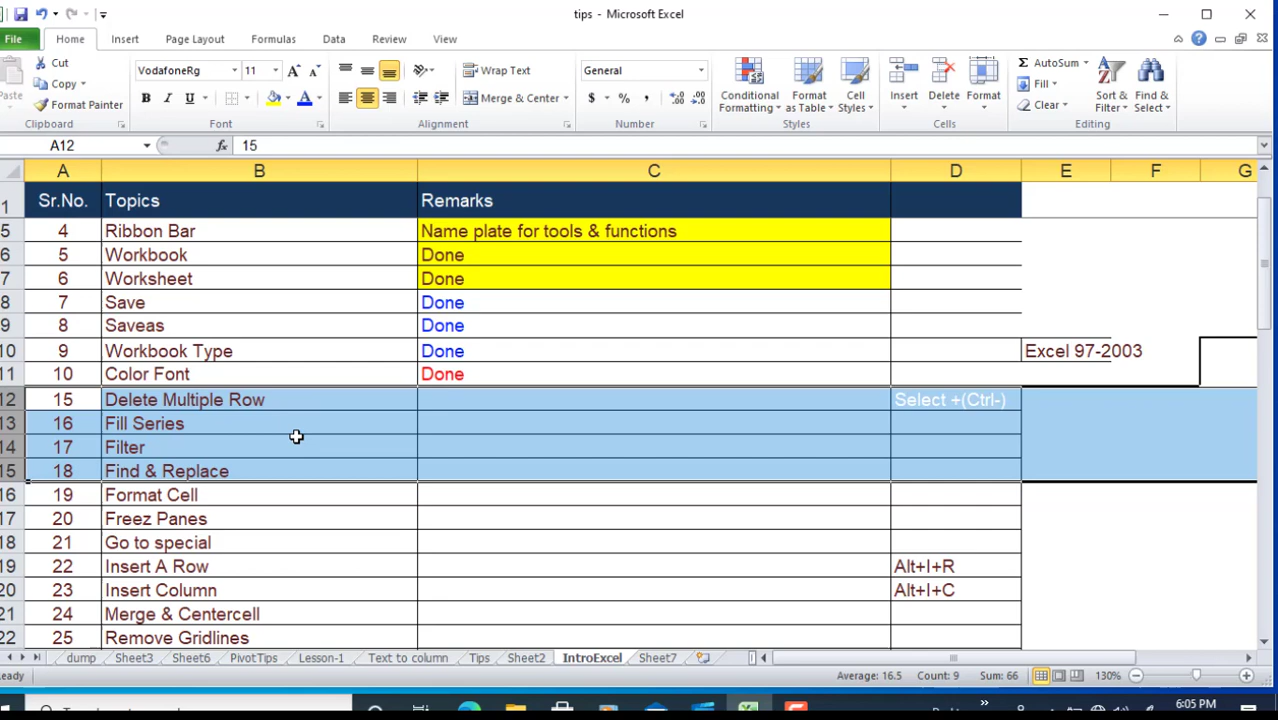 tips - Microsoft Excel
File Home Insert Page Layout Formulas Data Review View
Cut
Copy
Format Painter
Paste
Clipboard
VodafoneRg 11
B I U
Font
Wrap Text
Merge & Center
Alignment
General
$ % ,
Number
Conditional Formatting
Format as Table
Cell Styles
Styles
Insert Delete Format
Cells
AutoSum
Fill
Clear
Sort & Filter
Find & Select
Editing
A12 fx 15
A B C D E F G
1 Sr.No. Topics Remarks
5 4 Ribbon Bar Name plate for tools & functions
6 5 Workbook Done
7 6 Worksheet Done
8 7 Save Done
9 8 Saveas Done
10 9 Workbook Type Done Excel 97-2003
11 10 Color Font Done
12 15 Delete Multiple Row Select +(Ctrl-)
13 16 Fill Series
14 17 Filter
15 18 Find & Replace
16 19 Format Cell
17 20 Freez Panes
18 21 Go to special
19 22 Insert A Row Alt+I+R
20 23 Insert Column Alt+I+C
21 24 Merge & Centercell
22 25 Remove Gridlines
dump Sheet3 Sheet6 PivotTips Lesson-1 Text to column Tips Sheet2 IntroExcel Sheet7
eady Average: 16.5 Count: 9 Sum: 66 130%
6:05 PM